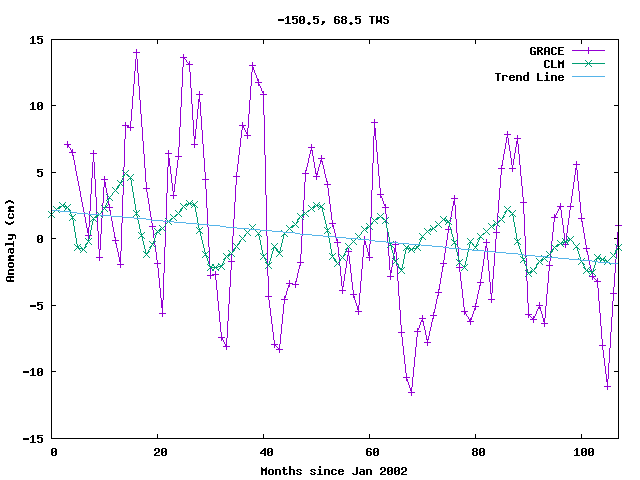 -150.5, 68.5 TWS
GRACE
CLM
Trend Line
15
10
5
0
-5
-10
-15
Anomaly (cm)
0 20 40 60 80 100
Months since Jan 2002